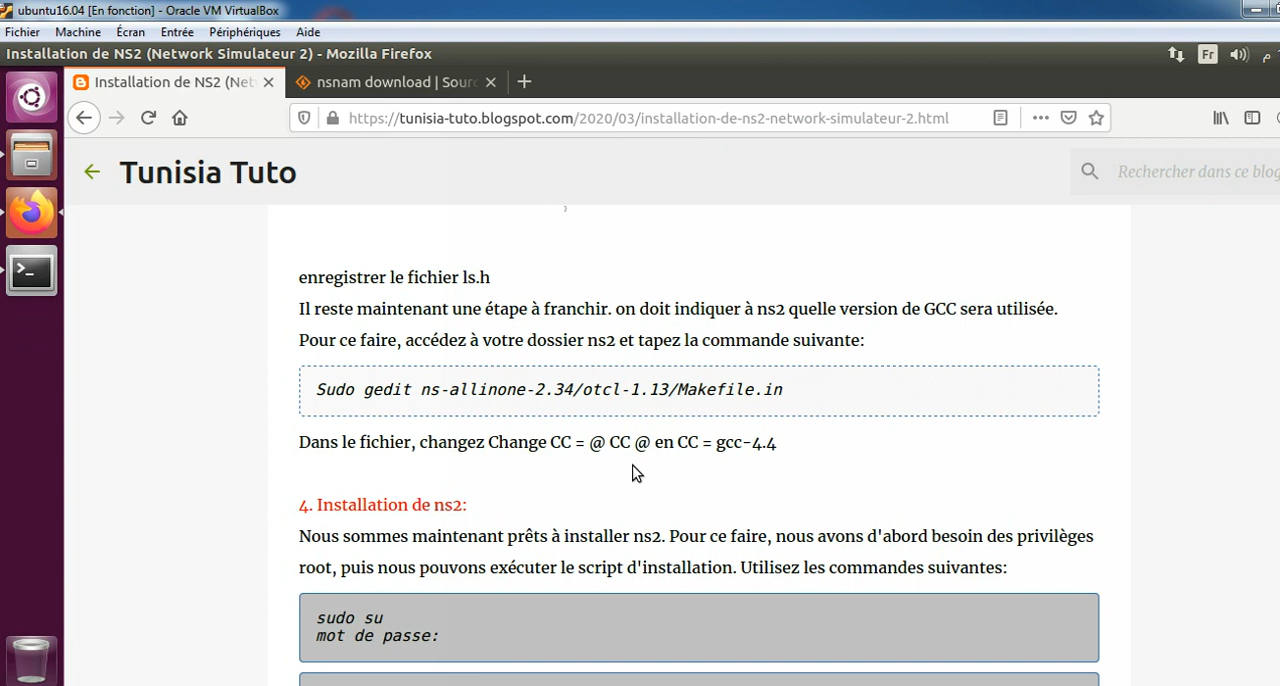 ubuntu16.04 [En fonction] - Oracle VM VirtualBox
Fichier Machine Écran Entrée Périphériques Aide
Installation de NS2 (Network Simulateur 2) - Mozilla Firefox
Fr
Installation de NS2 (Net
nsnam download | Sour
https://tunisia-tuto.blogspot.com/2020/03/installation-de-ns2-network-simulateur-2.html
Tunisia Tuto
Rechercher dans ce blog
enregistrer le fichier ls.h
Il reste maintenant une étape à franchir. on doit indiquer à ns2 quelle version de GCC sera utilisée.
Pour ce faire, accédez à votre dossier ns2 et tapez la commande suivante:
Sudo gedit ns-allinone-2.34/otcl-1.13/Makefile.in
Dans le fichier, changez Change CC = @ CC @ en CC = gcc-4.4
4. Installation de ns2:
Nous sommes maintenant prêts à installer ns2. Pour ce faire, nous avons d'abord besoin des privilèges
root, puis nous pouvons exécuter le script d'installation. Utilisez les commandes suivantes:
sudo su
mot de passe: